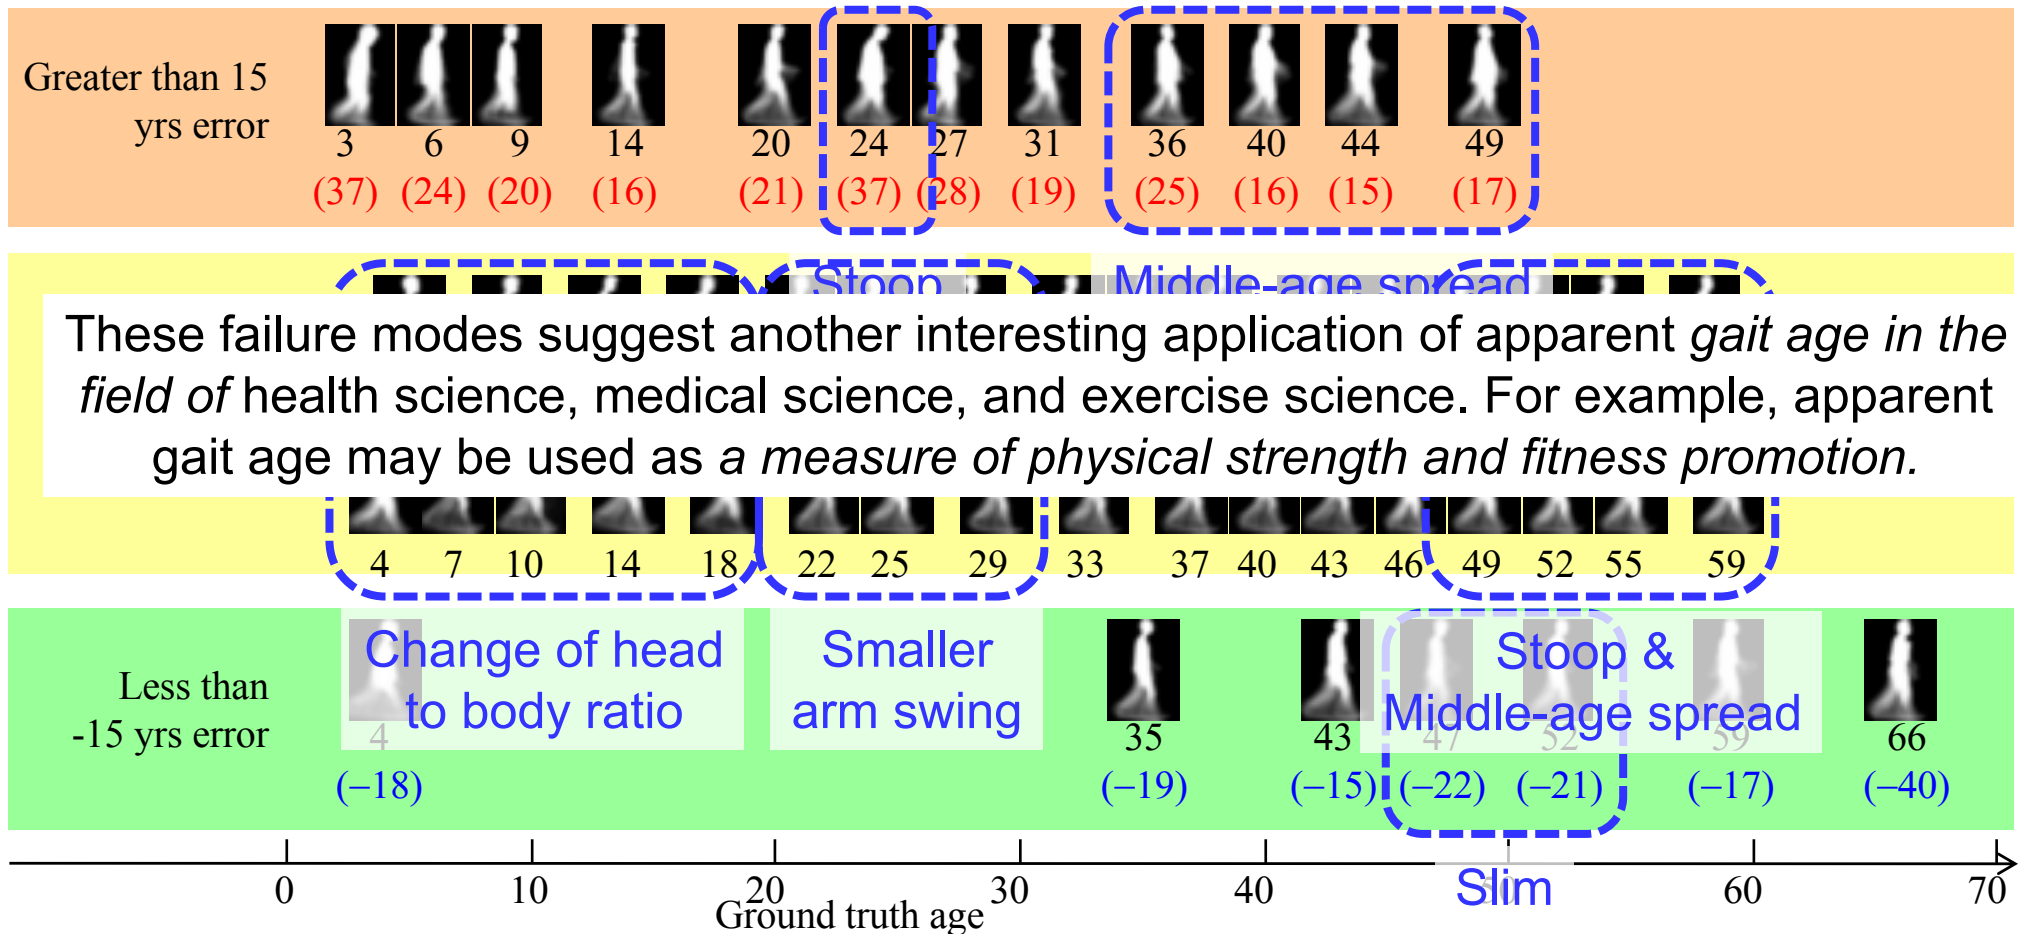 Greater than 15
yrs error
3 6 9 14 20 24 27 31 36 40 44 49
(37) (24) (20) (16) (21) (37) (28) (19) (25) (16) (15) (17)
Stoop
Middle-age spread
These failure modes suggest another interesting application of apparent gait age in the
field of health science, medical science, and exercise science. For example, apparent
gait age may be used as a measure of physical strength and fitness promotion.
4 7 10 14 18 22 25 29 33 37 40 43 46 49 52 55 59
Change of head
to body ratio
Smaller
arm swing
Stoop &
Middle-age spread
Less than
-15 yrs error
4 35 43 47 52 59 66
(–18) (–19) (–15) (–22) (–21) (–17) (–40)
0 10 20 30 40 50 60 70
Slim
Ground truth age